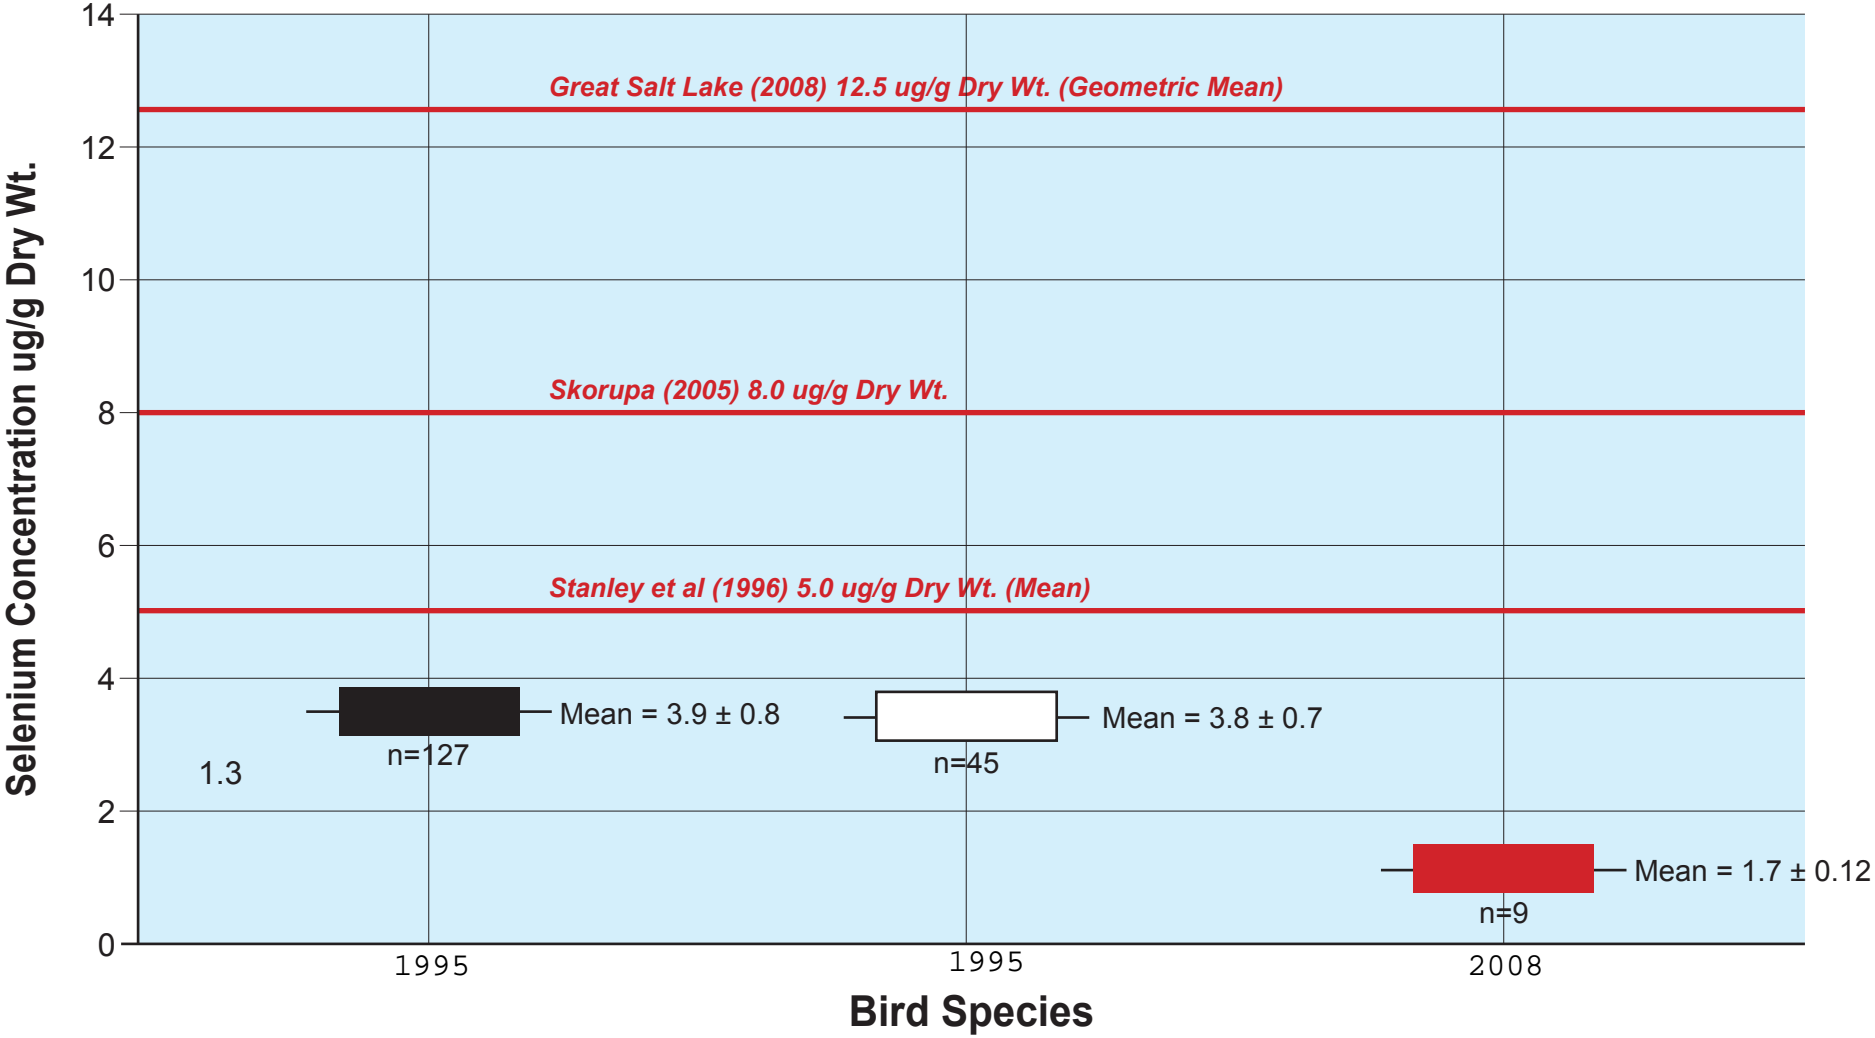 Selenium Concentration ug/g Dry Wt.
14
12
10
8
6
4
2
0
Great Salt Lake (2008) 12.5 ug/g Dry Wt. (Geometric Mean)
Skorupa (2005) 8.0 ug/g Dry Wt.
Stanley et al (1996) 5.0 ug/g Dry Wt. (Mean)
Mean = 3.9 ± 0.8
n=127
1.3
Mean = 3.8 ± 0.7
n=45
Mean = 1.7 ± 0.12
n=9
1995
1995
2008
Bird Species